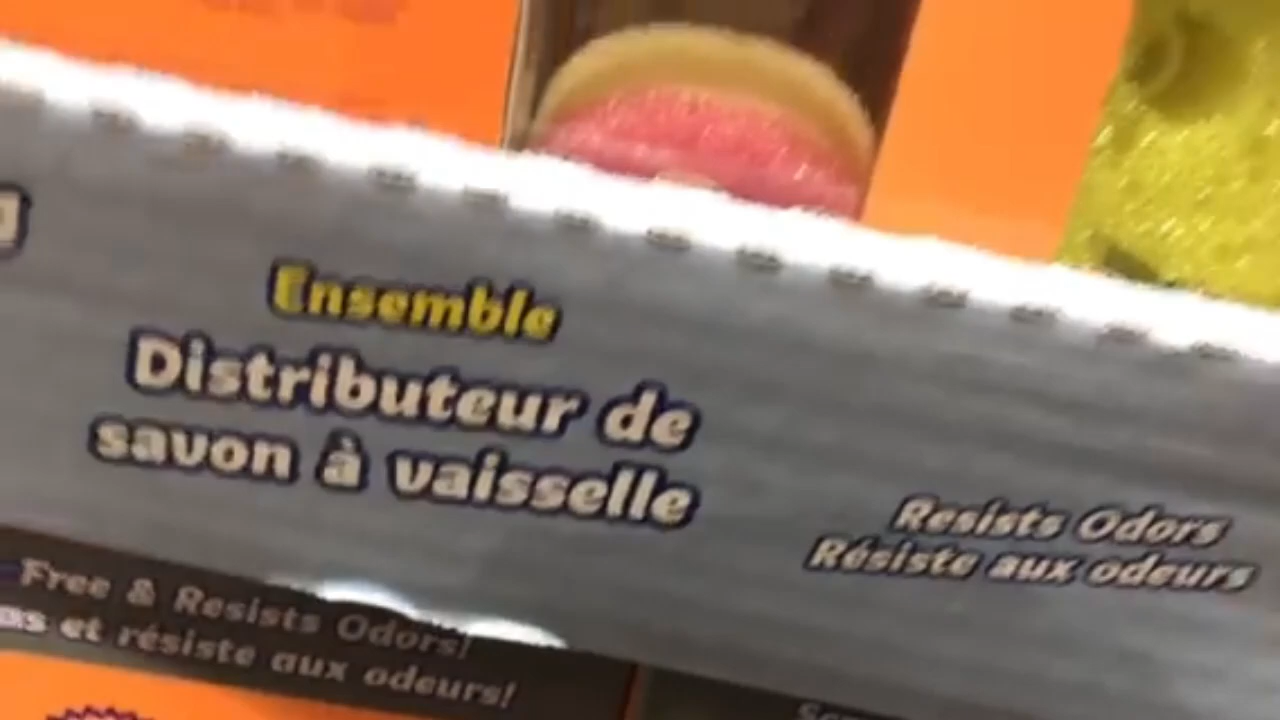 Ensemble
Distributeur de
savon à vaisselle
Resists Odors
Résiste aux odeurs
Free & Resists Odors!
et résiste aux odeurs!